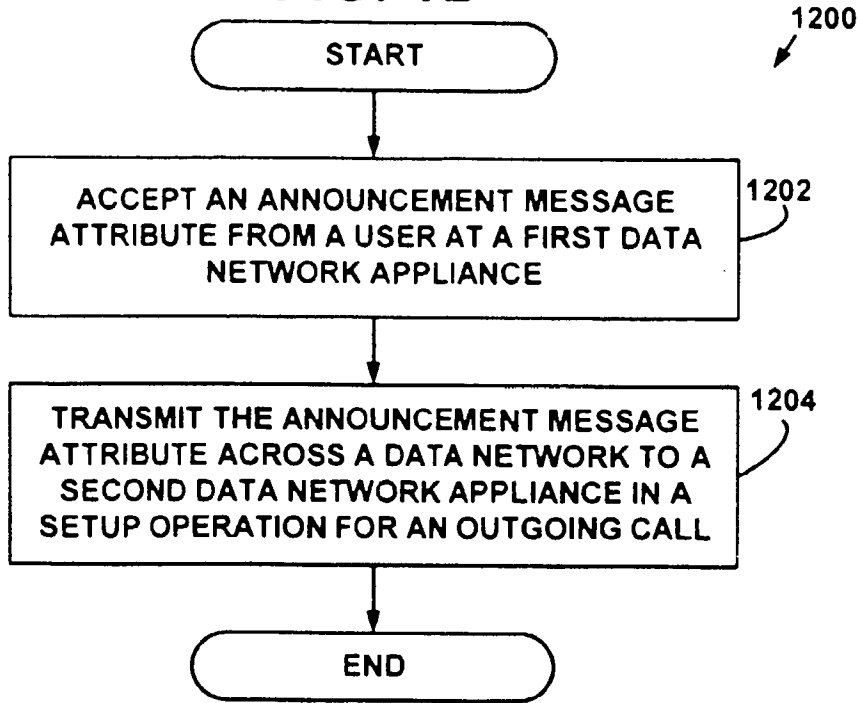 1200
START
ACCEPT AN ANNOUNCEMENT MESSAGE
ATTRIBUTE FROM A USER AT A FIRST DATA
NETWORK APPLIANCE
1202
TRANSMIT THE ANNOUNCEMENT MESSAGE
ATTRIBUTE ACROSS A DATA NETWORK TO A
SECOND DATA NETWORK APPLIANCE IN A
SETUP OPERATION FOR AN OUTGOING CALL
1204
END